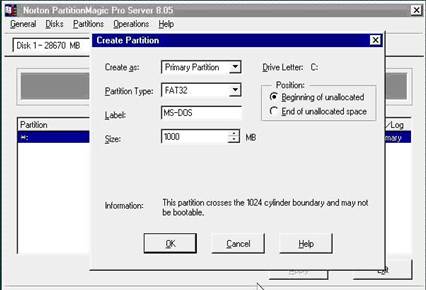 Norton PartitionMagic Pro Server 8.05
General Disks Partitions Operations Help
Disk 1 - 28670 MB
Create Partition
Create as: Primary Partition Drive Letter: C:
Partition Type: FAT32 Position:
Beginning of unallocated
Label: MS-DOS End of unallocated space
Size: 1000 MB
Partition /Log
*:
Information: This partition crosses the 1024 cylinder boundary and may not
be bootable.
OK Cancel Help